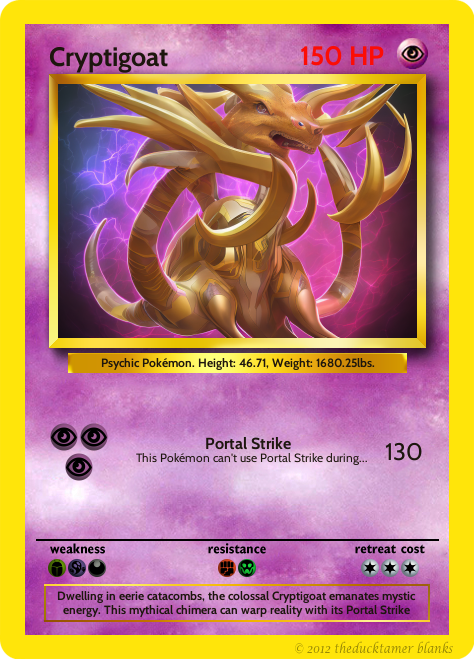 Cryptigoat 150 HP
Psychic Pokémon. Height: 46.71, Weight: 1680.25lbs.
Portal Strike
This Pokémon can't use Portal Strike during...
130
weakness resistance retreat cost
Dwelling in eerie catacombs, the colossal Cryptigoat emanates mystic
energy. This mythical chimera can warp reality with its Portal Strike
© 2012 theducktamer blanks